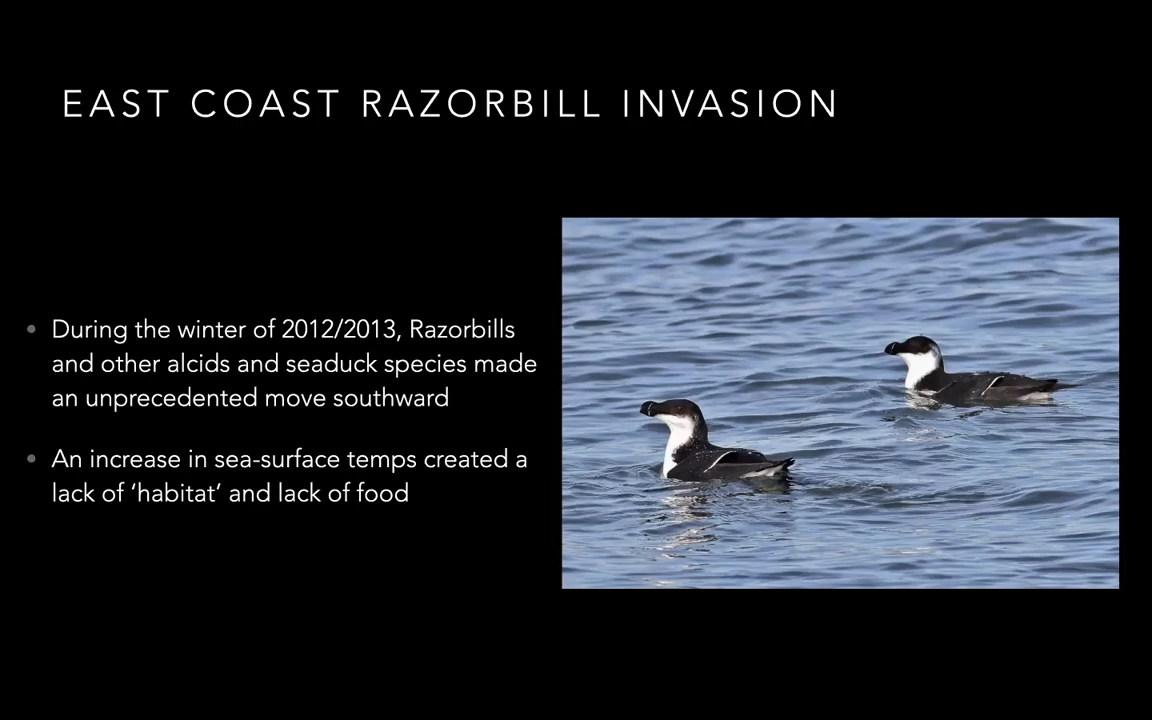 EAST COAST RAZORBILL INVASION
• During the winter of 2012/2013, Razorbills
and other alcids and seaduck species made
an unprecedented move southward
• An increase in sea-surface temps created a
lack of ‘habitat’ and lack of food